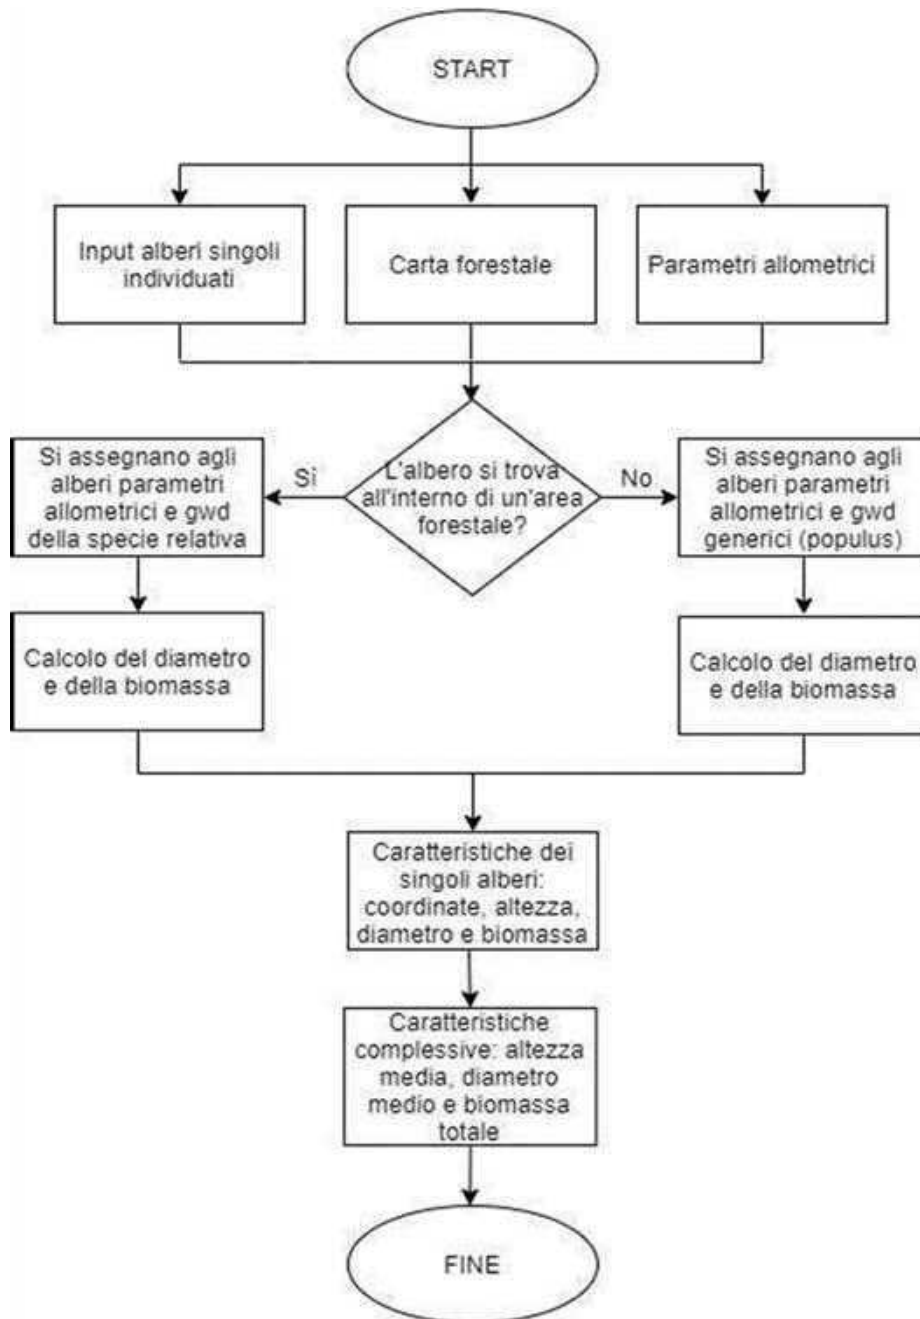 START
Input alberi singoli
individuati
Carta forestale
Parametri allometrici
L'albero si trova
all'interno di un'area
forestale?
Si
No
Si assegnano agli
alberi parametri
allometrici e gwd
della specie relativa
Si assegnano agli
alberi parametri
allometrici e gwd
generici (populus)
Calcolo del diametro
e della biomassa
Calcolo del diametro
e della biomassa
Caratteristiche dei
singoli alberi:
coordinate, altezza,
diametro e biomassa
Caratteristiche
complessive: altezza
media, diametro
medio e biomassa
totale
FINE